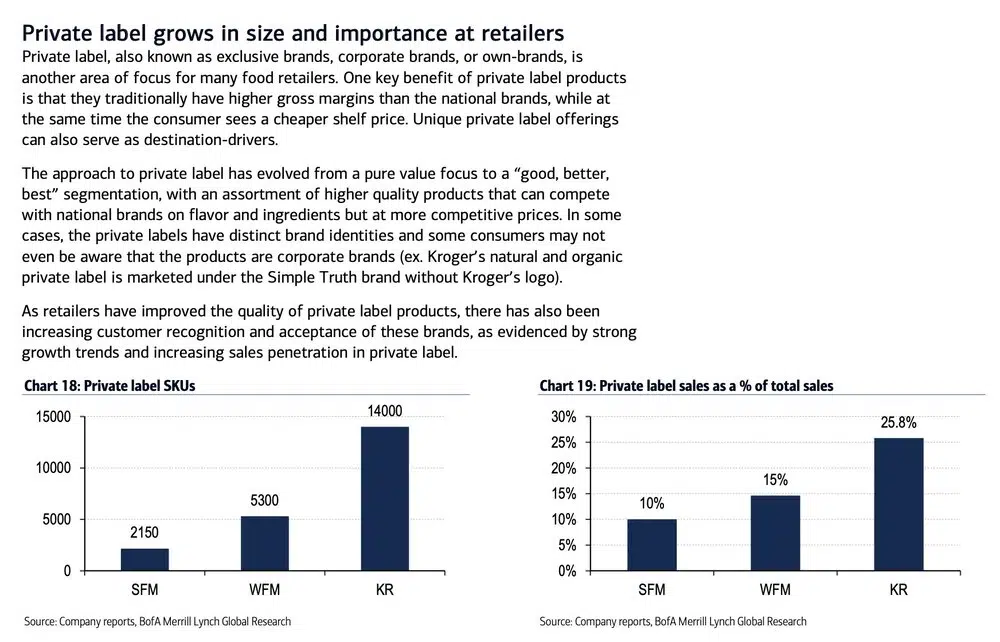 Private label grows in size and importance at retailers
Private label, also known as exclusive brands, corporate brands, or own-brands, is
another area of focus for many food retailers. One key benefit of private label products
is that they traditionally have higher gross margins than the national brands, while at
the same time the consumer sees a cheaper shelf price. Unique private label offerings
can also serve as destination-drivers.
The approach to private label has evolved from a pure value focus to a “good, better,
best” segmentation, with an assortment of higher quality products that can compete
with national brands on flavor and ingredients but at more competitive prices. In some
cases, the private labels have distinct brand identities and some consumers may not
even be aware that the products are corporate brands (ex. Kroger’s natural and organic
private label is marketed under the Simple Truth brand without Kroger’s logo).
As retailers have improved the quality of private label products, there has also been
increasing customer recognition and acceptance of these brands, as evidenced by strong
growth trends and increasing sales penetration in private label.
Chart 18: Private label SKUs
15000
10000
5000
0
2150
5300
14000
SFM
WFM
KR
Source: Company reports, BofA Merrill Lynch Global Research
Chart 19: Private label sales as a % of total sales
30%
25%
20%
15%
10%
5%
0%
10%
15%
25.8%
SFM
WFM
KR
Source: Company reports, BofA Merrill Lynch Global Research